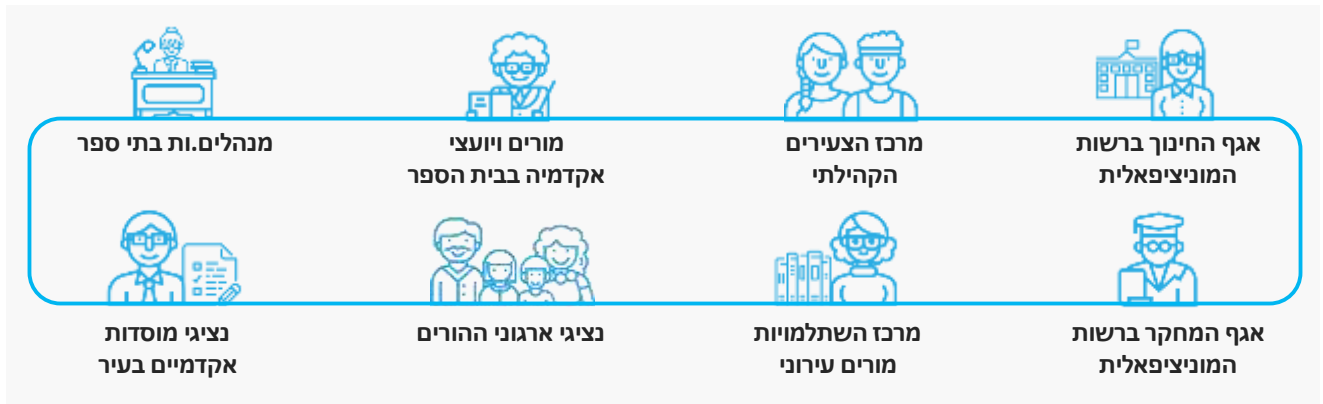 אגף החינוך ברשות
המוניציפאלית
מרכז הצעירים
הקהילתי
מורים ויועצי
אקדמיה בבית הספר
מנהלים.ות בתי ספר
אגף המחקר ברשות
המוניציפאלית
מרכז השתלמויות
מורים עירוני
נציגי ארגוני ההורים
נציגי מוסדות
אקדמיים בעיר